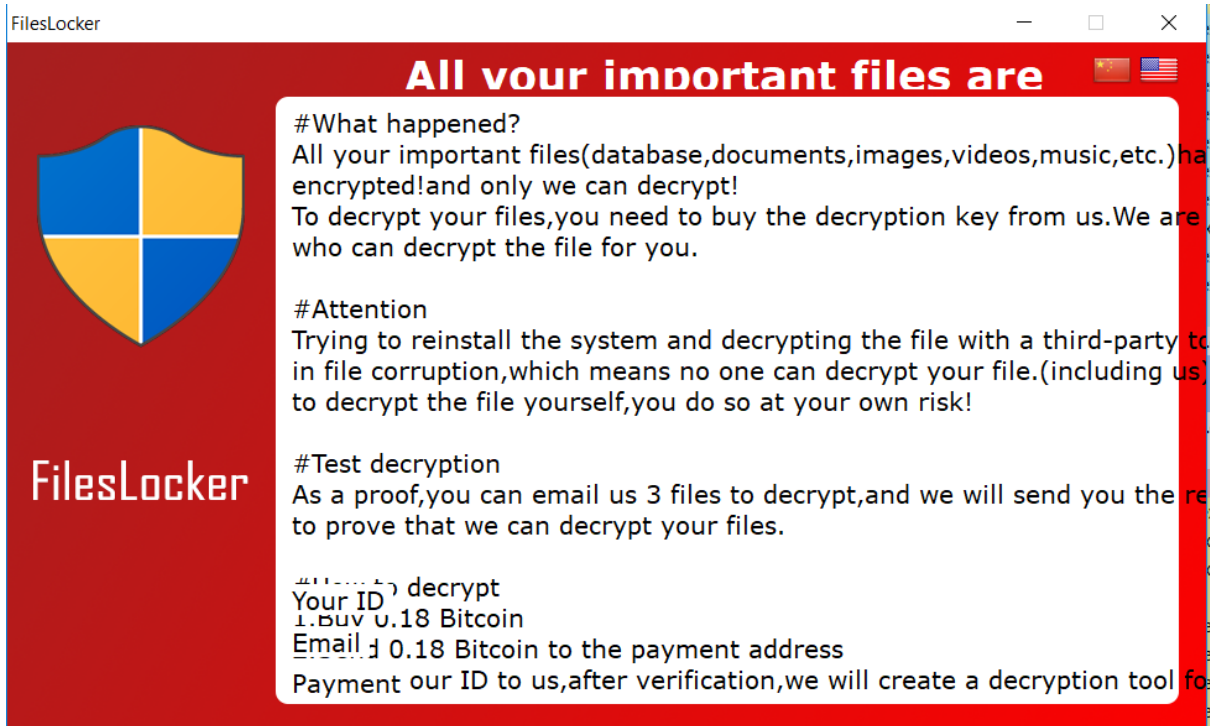 FilesLocker
All your important files are
#What happened?
All your important files(database,documents,images,videos,music,etc.)ha
encrypted!and only we can decrypt!
To decrypt your files,you need to buy the decryption key from us.We are
who can decrypt the file for you.
#Attention
Trying to reinstall the system and decrypting the file with a third-party to
in file corruption,which means no one can decrypt your file.(including us)
to decrypt the file yourself,you do so at your own risk!
#Test decryption
As a proof,you can email us 3 files to decrypt,and we will send you the re
to prove that we can decrypt your files.
FilesLocker
decrypt
Your ID
1.Buy 0.18 Bitcoin
Email
0.18 Bitcoin to the payment address
Payment our ID to us,after verification,we will create a decryption tool fo